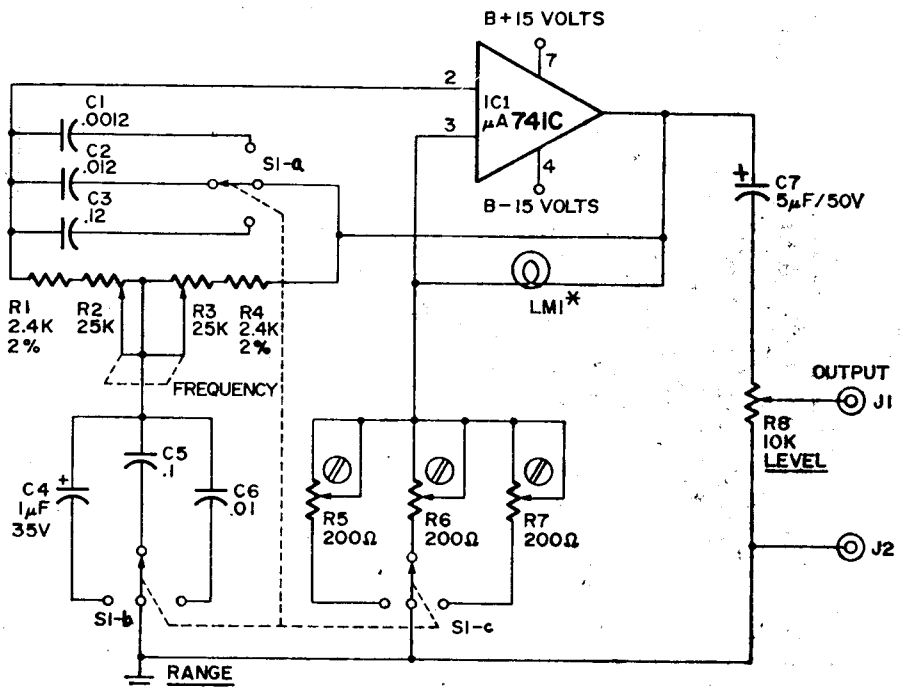 B+15 VOLTS
7
2
IC1
µA 741C
3
4
B-15 VOLTS
C1
.0012
S1-a
C2
.012
C3
.12
+
C7
5µF/50V
LM1*
R1
2.4K
2%
R2
25K
R3
25K
R4
2.4K
2%
FREQUENCY
OUTPUT
J1
R8
10K
LEVEL
C4
1µF
35V
+
C5
.1
C6
.01
R5
200Ω
R6
200Ω
R7
200Ω
J2
S1-b
S1-c
RANGE